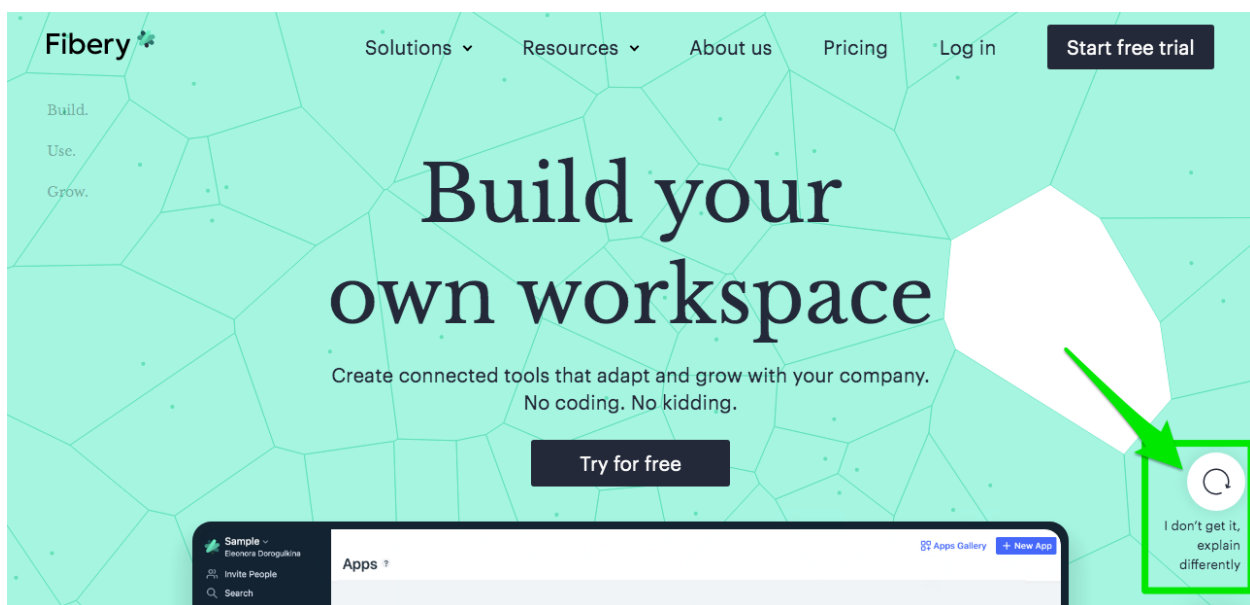 Fibery
Solutions
Resources
About us
Pricing
Log in
Start free trial
Build.
Use.
Grow.
Build your
own workspace
Create connected tools that adapt and grow with your company.
No coding. No kidding.
Try for free
I don't get it,
explain
differently
Sample
Eleonora Dorogulkina
Invite People
Search
Apps ?
Apps Gallery
+ New App